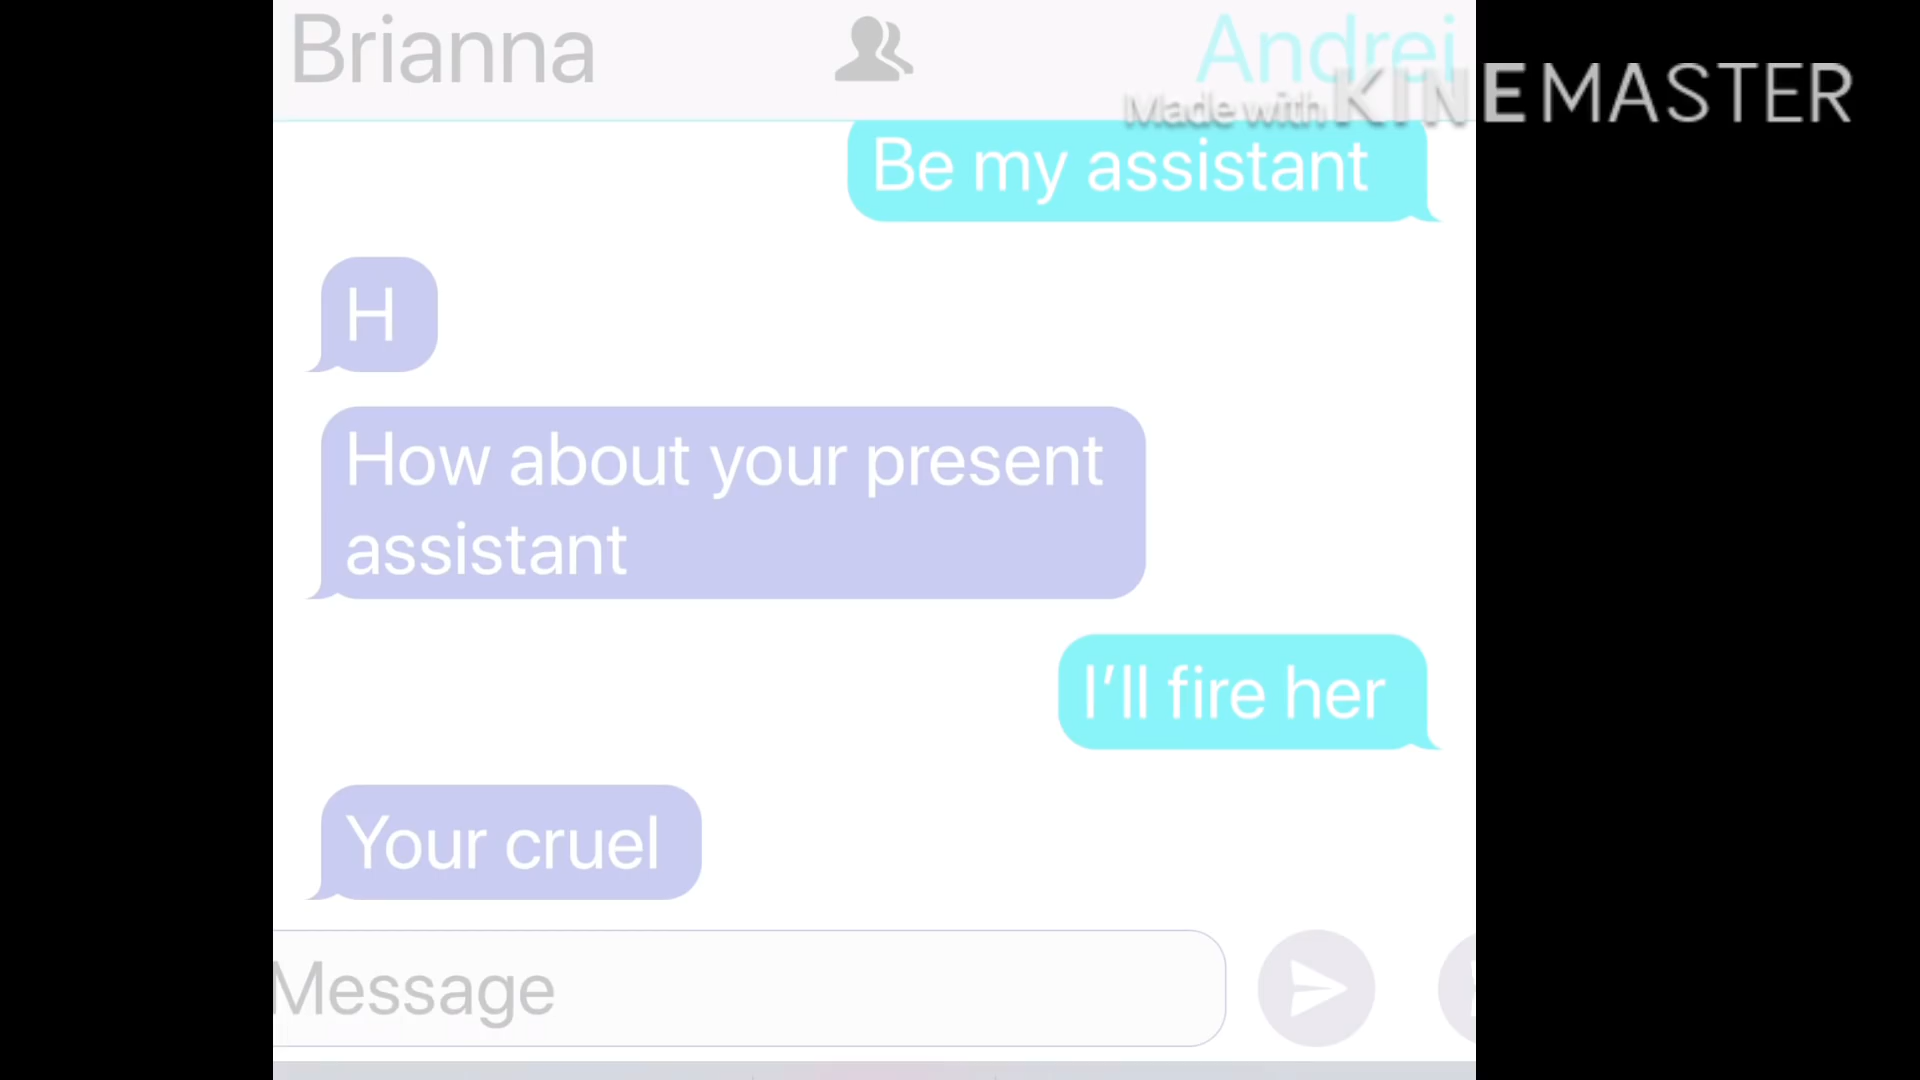 Brianna
Andrei
Made with KINEMASTER
Be my assistant
H
How about your present
assistant
I’ll fire her
Your cruel
Message